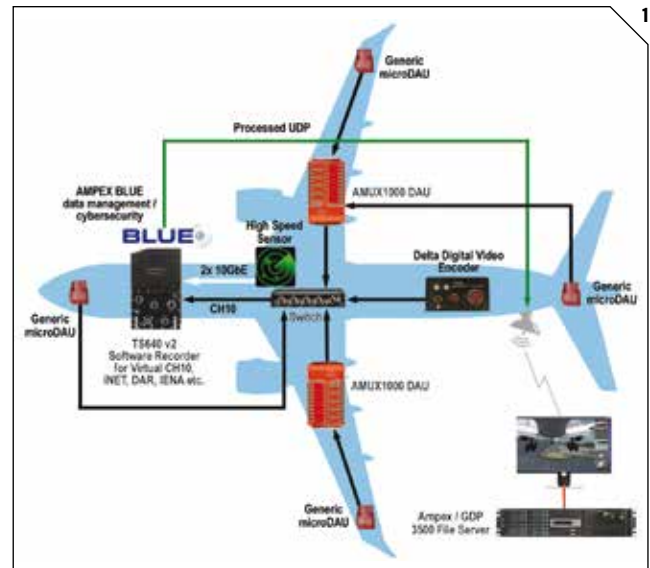 1
Generic
microDAU
Processed UDP
AMPEX BLUE
data management /
cybersecurity
BLUE
AMUX1000 DAU
High Speed
Sensor
2x 10GbE
Delta Digital Video
Encoder
CH10
Switch
Generic
microDAU
Generic
microDAU
TS640 v2
Software Recorder
for Virtual CH10,
iNET, DAR, IENA etc.
AMUX1000 DAU
Generic
microDAU
Ampex / GDP
3500 File Server